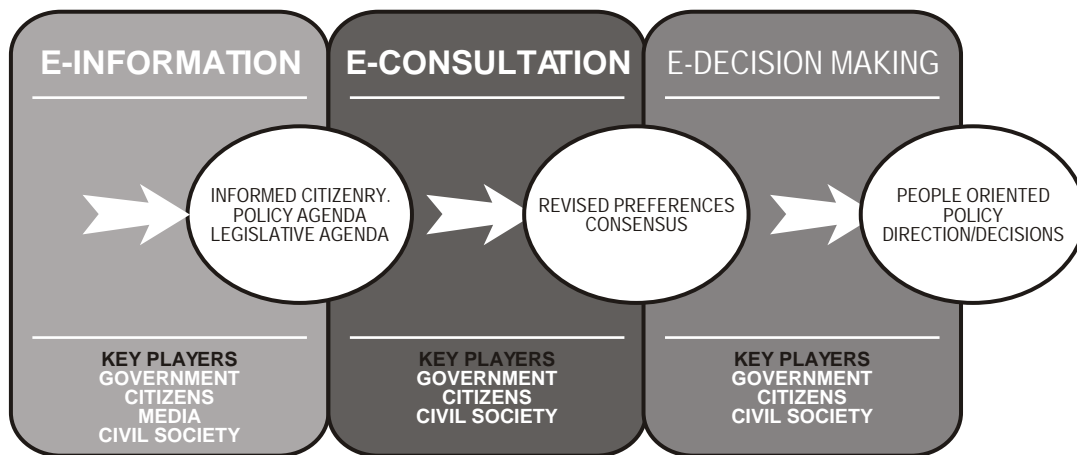 E-INFORMATION
INFORMED CITIZENRY.
POLICY AGENDA
LEGISLATIVE AGENDA
KEY PLAYERS
GOVERNMENT
CITIZENS
MEDIA
CIVIL SOCIETY
E-CONSULTATION
REVISED PREFERENCES
CONSENSUS
KEY PLAYERS
GOVERNMENT
CITIZENS
CIVIL SOCIETY
E-DECISION MAKING
PEOPLE ORIENTED
POLICY
DIRECTION/DECISIONS
KEY PLAYERS
GOVERNMENT
CITIZENS
CIVIL SOCIETY